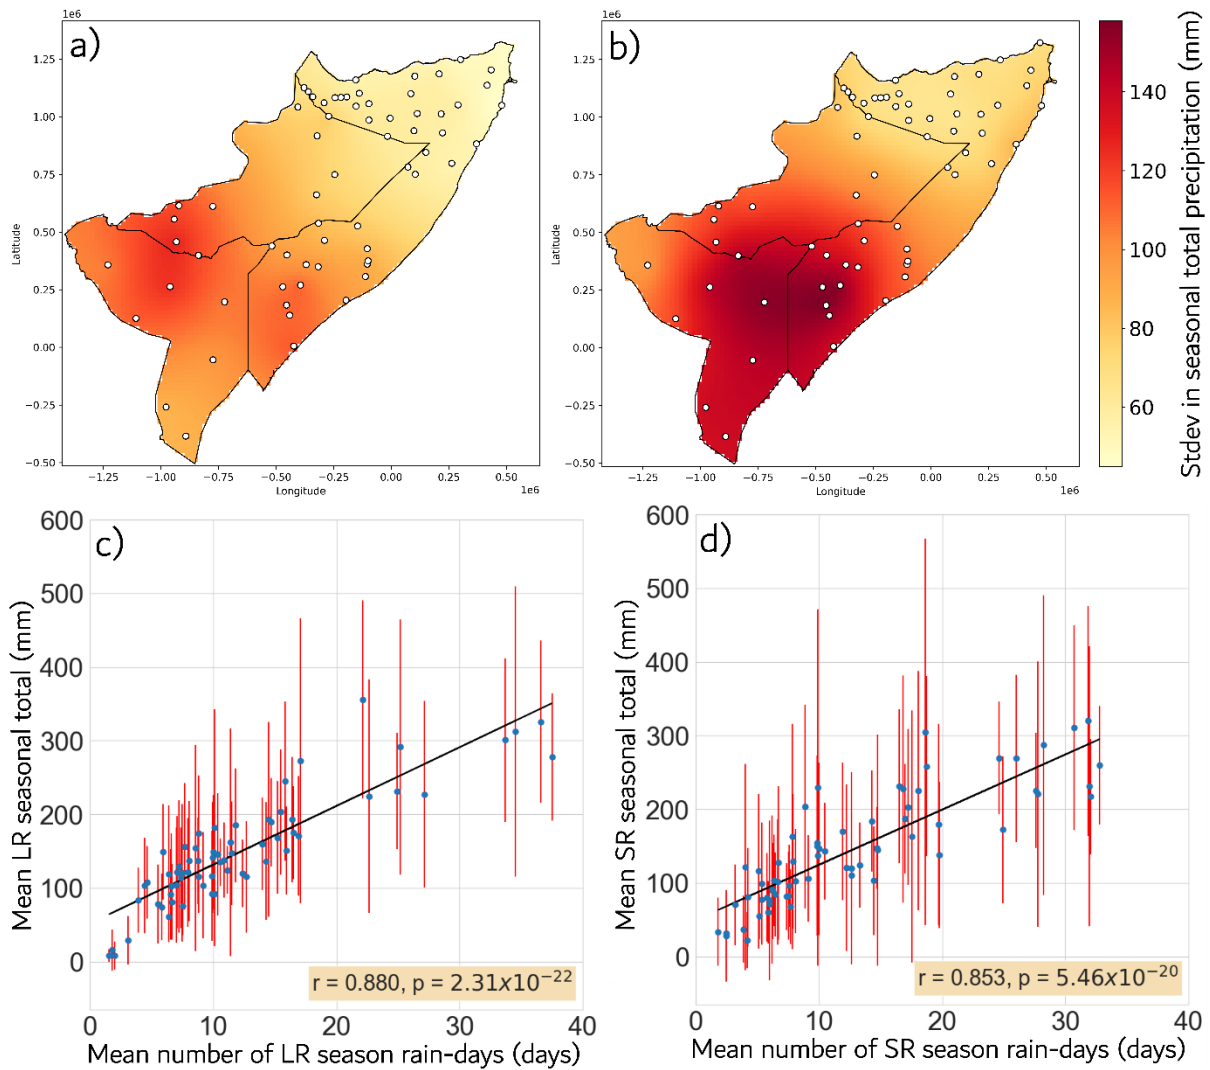 1e6
a)
1.25
1.00
0.75
0.50
0.25
0.00
−0.25
−0.50
Latitude
−1.25 −1.00 −0.75 −0.50 −0.25 0.00 0.25 0.50
Longitude
1e6
1e6
b)
1.25
1.00
0.75
0.50
0.25
0.00
−0.25
−0.50
Latitude
−1.25 −1.00 −0.75 −0.50 −0.25 0.00 0.25 0.50
Longitude
1e6
140
120
100
80
60
Stdev in seasonal total precipitation (mm)
c)
600
500
400
300
200
100
0
Mean LR seasonal total (mm)
r = 0.880, p = 2.31x10−22
0 10 20 30 40
Mean number of LR season rain-days (days)
d)
600
500
400
300
200
100
0
Mean SR seasonal total (mm)
r = 0.853, p = 5.46x10−20
0 10 20 30 40
Mean number of SR season rain-days (days)